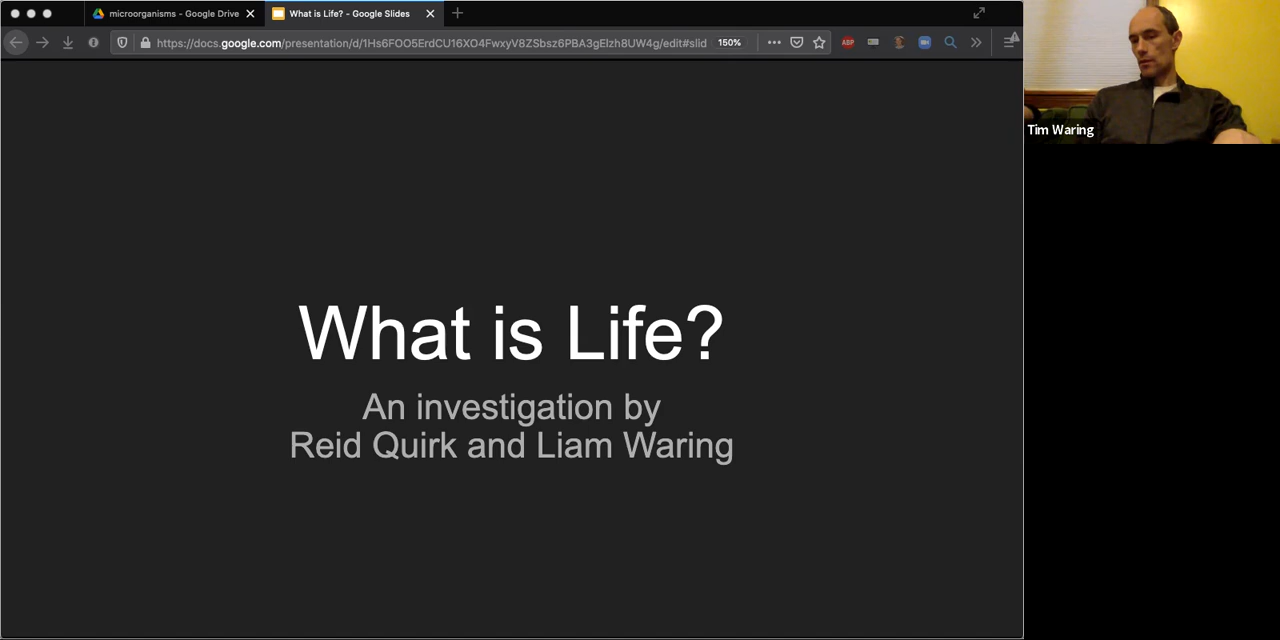 microorganisms - Google Drive
What is Life? - Google Slides
https://docs.google.com/presentation/d/1Hs6FOO5ErdCU16XO4FwxyV8ZSbsz6PBA3gElzh8UW4g/edit#slid
150%
ABP
Tim Waring
What is Life?
An investigation by
Reid Quirk and Liam Waring